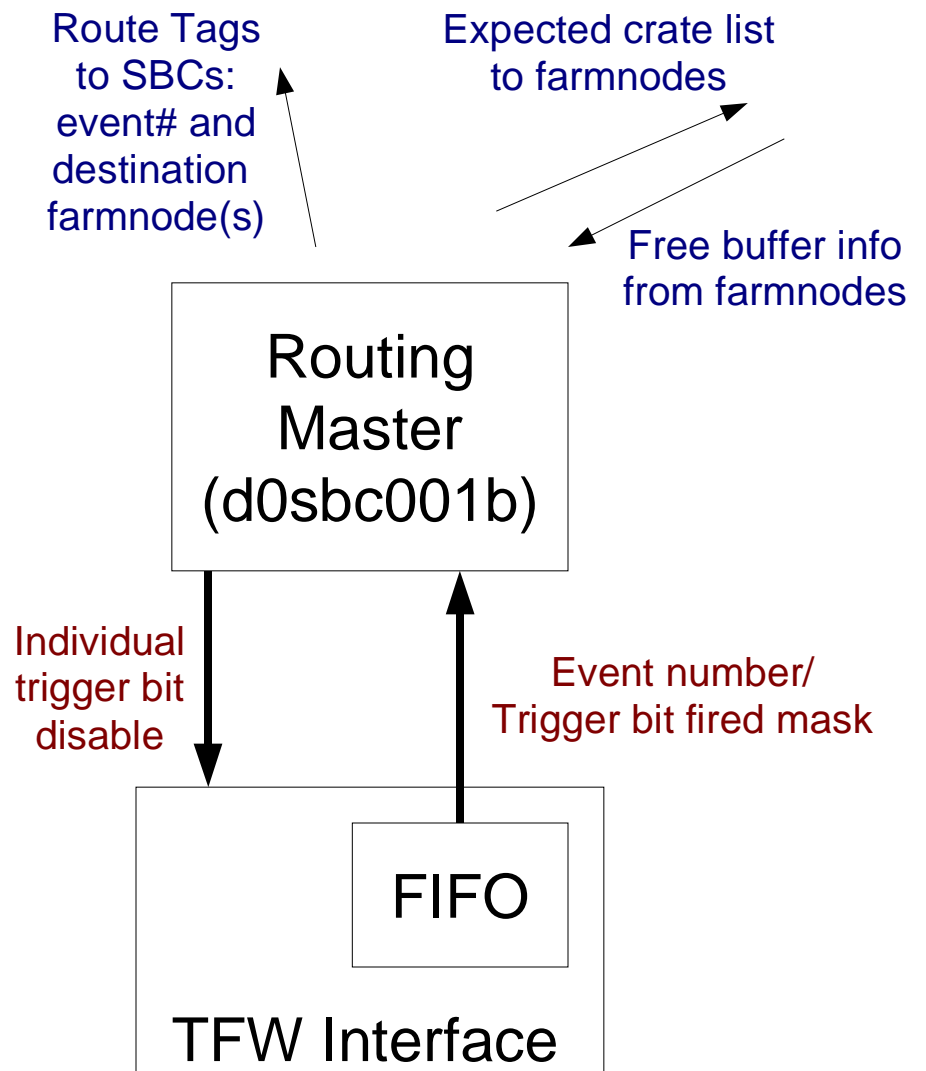 Route Tags
to SBCs:
event# and
destination
farmnode(s)
Expected crate list
to farmnodes
Free buffer info
from farmnodes
Routing
Master
(d0sbc001b)
Individual
trigger bit
disable
Event number/
Trigger bit fired mask
FIFO
TFW Interface